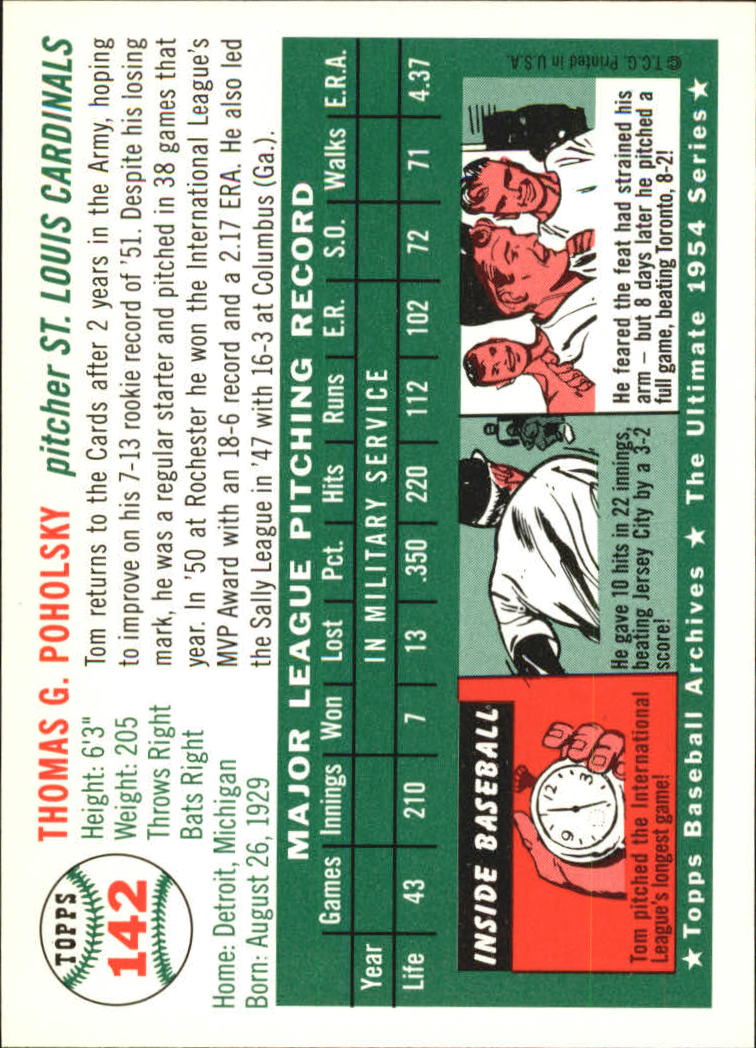 TOPPS
142
THOMAS G. POHOLSKY pitcher ST. LOUIS CARDINALS
Height: 6'3"
Weight: 205
Throws Right
Bats Right
Home: Detroit, Michigan
Born: August 26, 1929
Tom returns to the Cards after 2 years in the Army, hoping
to improve on his 7-13 rookie record of '51. Despite his losing
mark, he was a regular starter and pitched in 38 games that
year. In '50 at Rochester he won the International League's
MVP Award with an 18-6 record and a 2.17 ERA. He also led
the Sally League in '47 with 16-3 at Columbus (Ga.).
MAJOR LEAGUE PITCHING RECORD
Games Innings Won Lost Pct. Hits Runs E.R. S.O. Walks E.R.A.
Year IN MILITARY SERVICE
Life 43 210 7 13 .350 220 112 102 72 71 4.37
INSIDE BASEBALL
12
3
6
9
Tom pitched the International
League's longest game!
He gave 10 hits in 22 innings,
beating Jersey City by a 3-2
score!
He feared the feat had strained his
arm – but 8 days later he pitched a
full game, beating Toronto, 8-2!
© T.C.G. Printed in U.S.A.
★ Topps Baseball Archives ★ The Ultimate 1954 Series ★